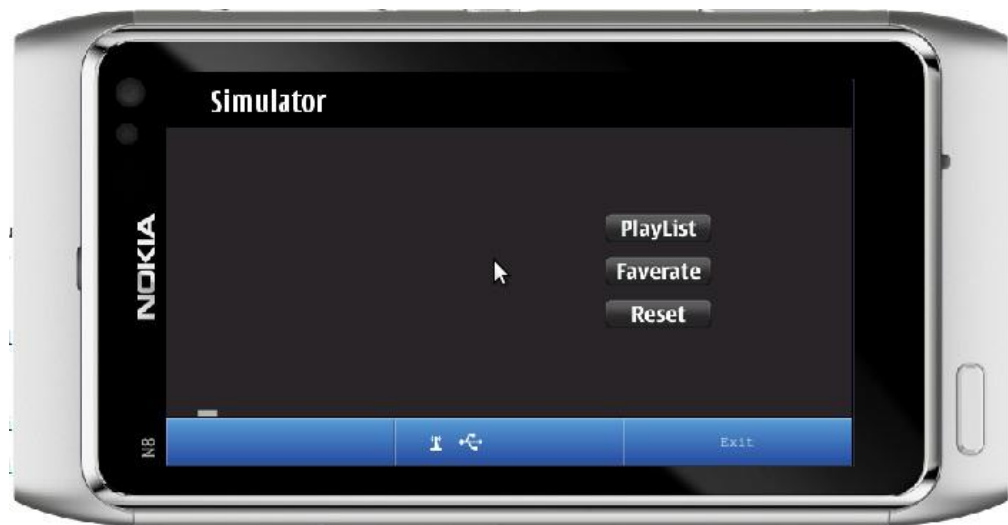 Simulator
PlayList
Faverate
Reset
Exit
NOKIA
N8